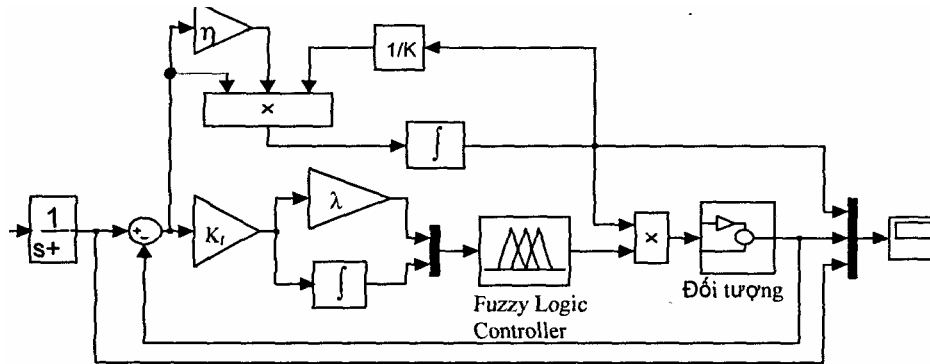 η
1/K
×
∫
1
s+
+
-
K_I
λ
∫
×
Fuzzy Logic
Controller
Đối tượng